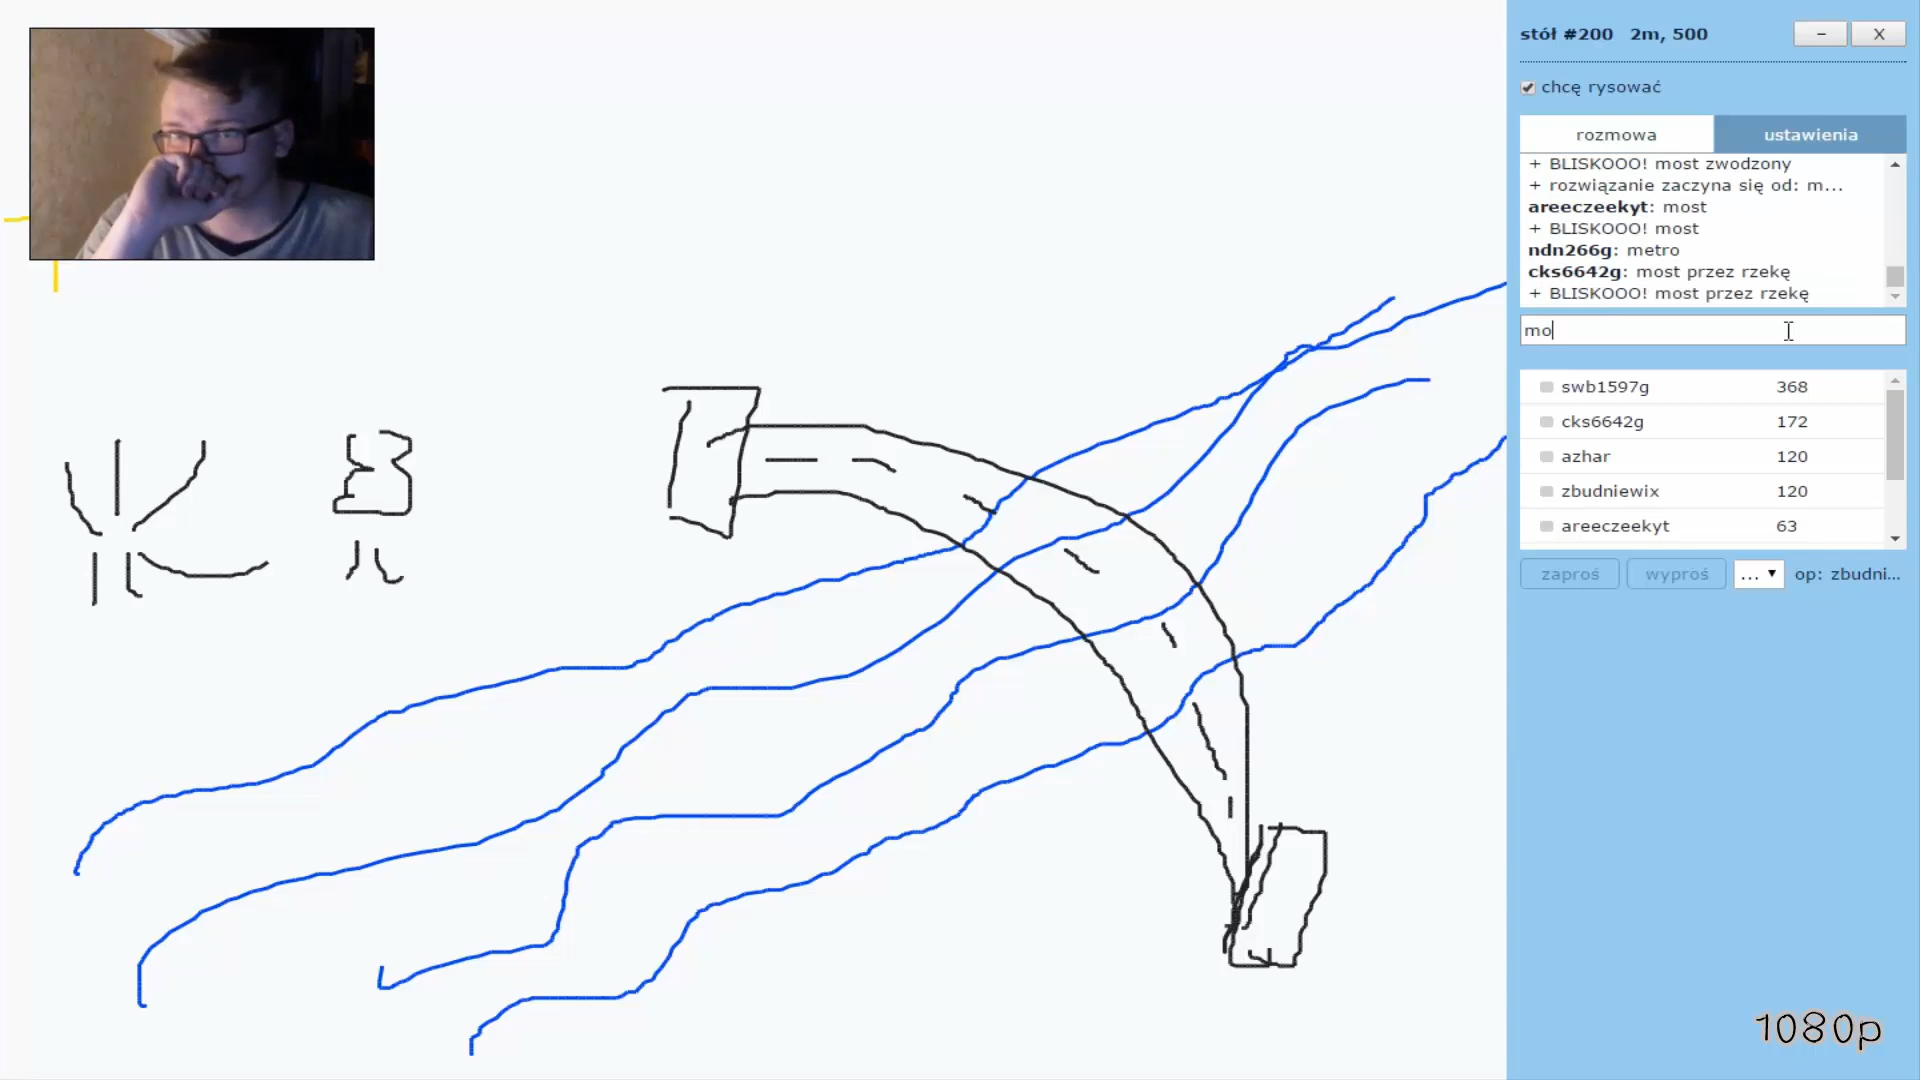 stół #200 2m, 500
– X
chcę rysować
rozmowa ustawienia
+ BLISKOOO! most zwodzony
+ rozwiązanie zaczyna się od: m...
areeczeekyt: most
+ BLISKOOO! most
ndn266g: metro
cks6642g: most przez rzekę
+ BLISKOOO! most przez rzekę
mo
swb1597g 368
cks6642g 172
azhar 120
zbudniewix 120
areeczeekyt 63
zaproś wyproś ... op: zbudni...
1080p